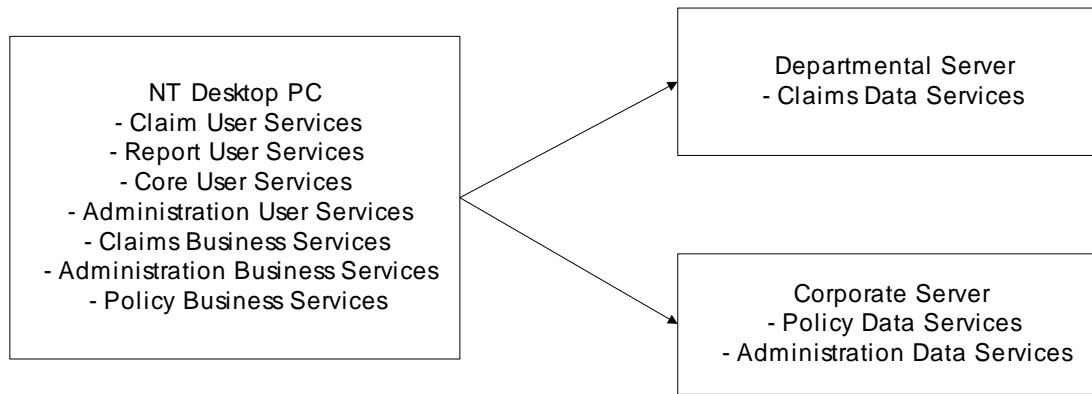 NT Desktop PC
- Claim User Services
- Report User Services
- Core User Services
- Administration User Services
- Claims Business Services
- Administration Business Services
- Policy Business Services
Departmental Server
- Claims Data Services
Corporate Server
- Policy Data Services
- Administration Data Services